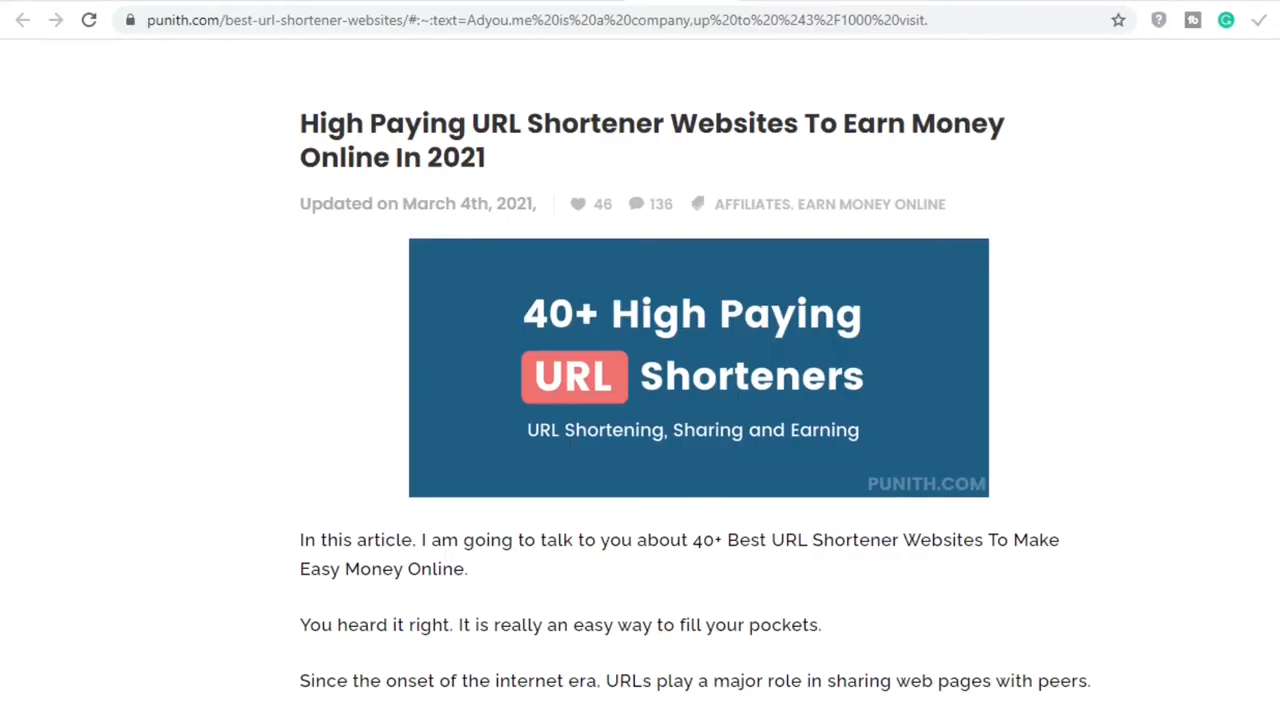 punith.com/best-url-shortener-websites/#:~:text=Adyou.me%20is%20a%20company,up%20to%20%243%2F1000%20visit.
High Paying URL Shortener Websites To Earn Money
Online In 2021
Updated on March 4th, 2021, 46 136 AFFILIATES, EARN MONEY ONLINE
40+ High Paying
URL Shorteners
URL Shortening, Sharing and Earning
PUNITH.COM
In this article, I am going to talk to you about 40+ Best URL Shortener Websites To Make
Easy Money Online.
You heard it right. It is really an easy way to fill your pockets.
Since the onset of the internet era, URLs play a major role in sharing web pages with peers.